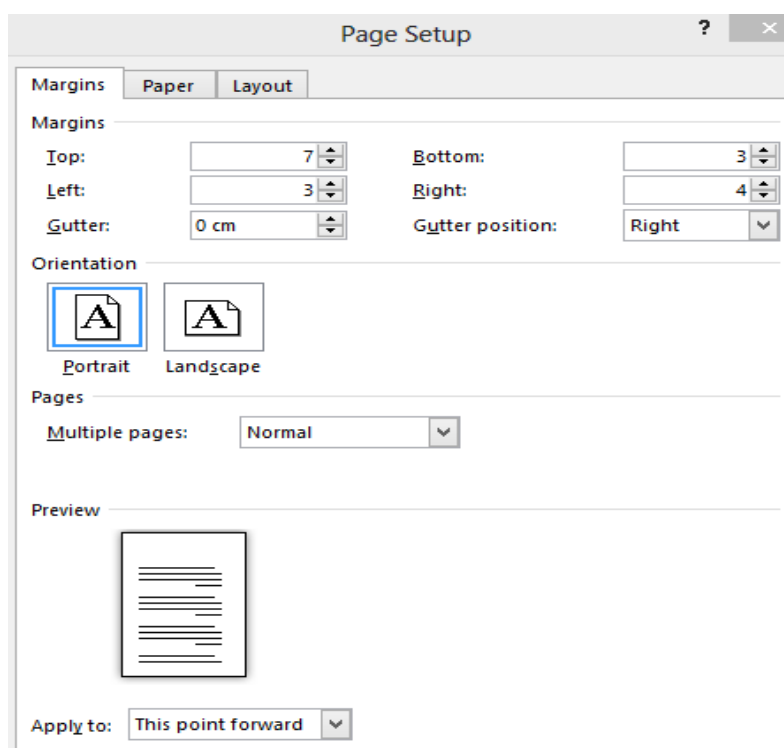 Page Setup ?
Margins Paper Layout
Margins
Top: 7 Bottom: 3
Left: 3 Right: 4
Gutter: 0 cm Gutter position: Right
Orientation
A A
Portrait Landscape
Pages
Multiple pages: Normal
Preview
Apply to: This point forward